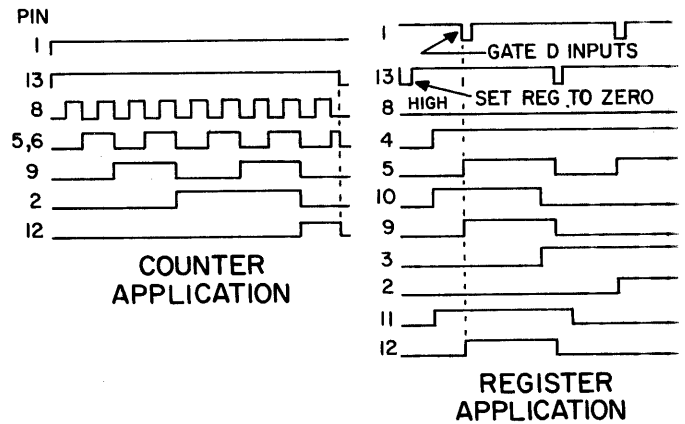 PIN
1
13
8
5,6
9
2
12
COUNTER
APPLICATION
1
GATE D INPUTS
13
SET REG TO ZERO
8 HIGH
4
5
10
9
3
2
11
12
REGISTER
APPLICATION